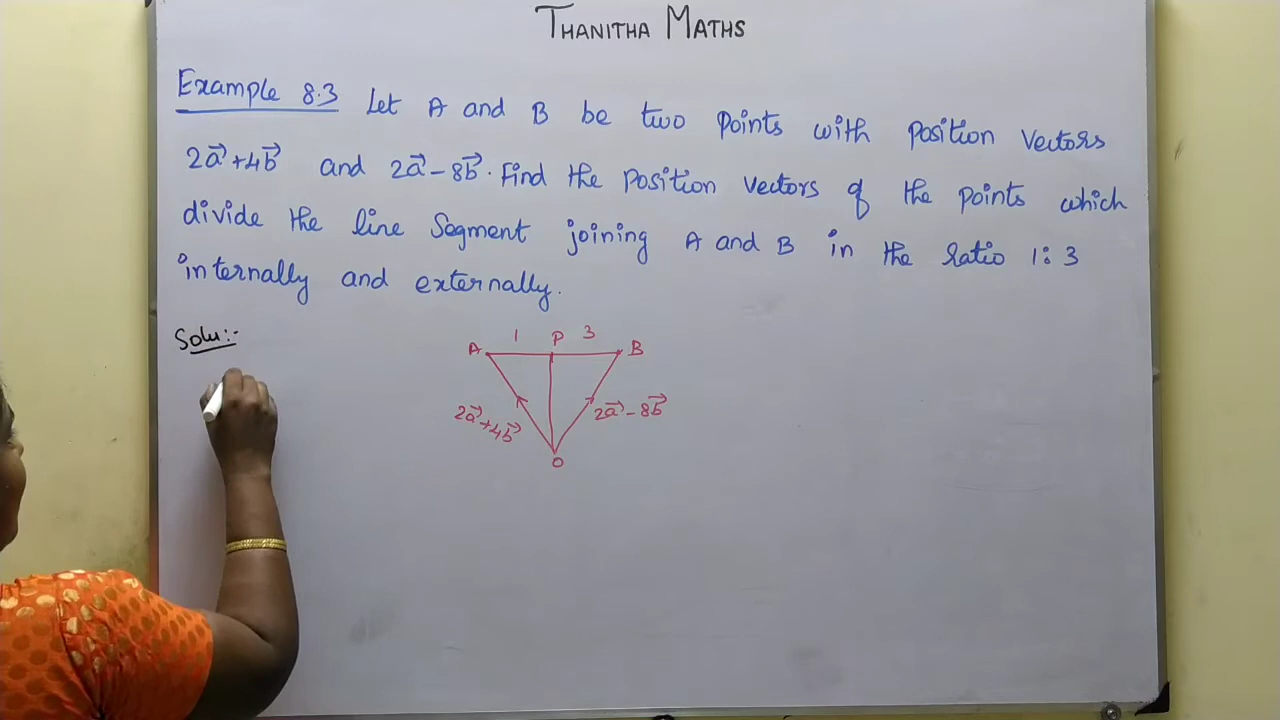 THANITHA MATHS
Example 8.3 Let A and B be two points with position vectors
2a⃗ + 4b⃗ and 2a⃗ - 8b⃗. Find the position vectors of the points which
divide the line segment joining A and B in the ratio 1:3
internally and externally.
Solu:-
A 1 P 3 B
2a⃗+4b⃗ 2a⃗-8b⃗
O